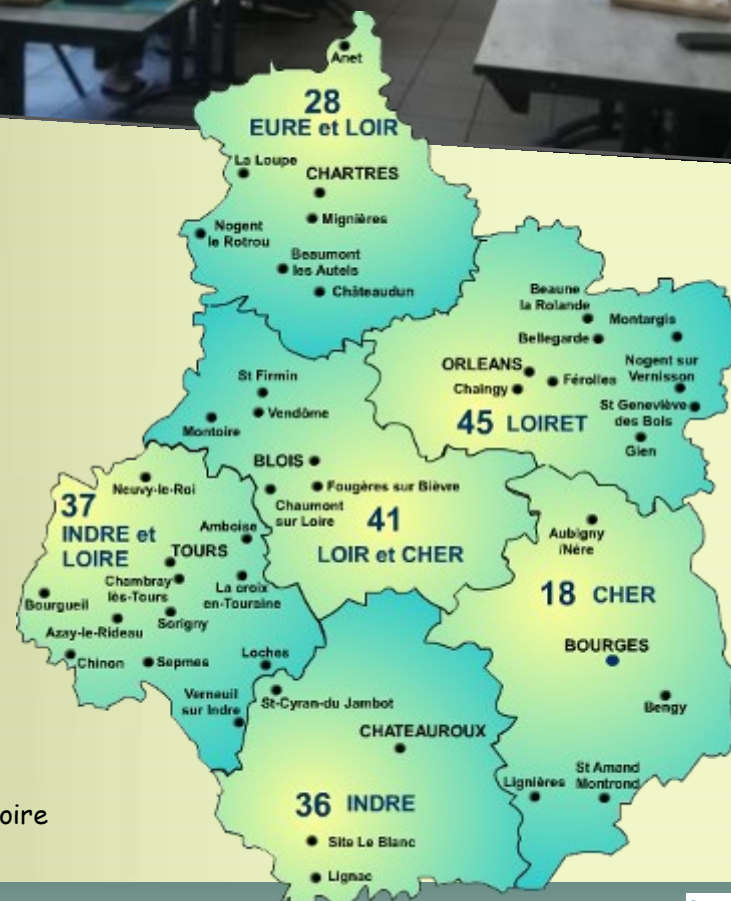 Anet
28
EURE et LOIR
La Loupe
CHARTRES
Mignières
Nogent
le Rotrou
Beaumont
les Autels
Châteaudun
Beaune
la Rolande
Montargis
Bellegarde
ORLEANS
Nogent sur
Vernisson
Chaingy
Férolles
St Geneviève
des Bois
45 LOIRET
Gien
St Firmin
Vendôme
Montoire
BLOIS
Fougères sur Bièvre
Chaumont
sur Loire
41
LOIR et CHER
Neuvy-le-Roi
37
INDRE et
LOIRE
Amboise
TOURS
Chambray
lès-Tours
La croix
en-Touraine
Bourgueil
Sorigny
Azay-le-Rideau
Chinon
Sepmes
Loches
Verneuil
sur Indre
Aubigny
/Nére
18 CHER
BOURGES
Bengy
St Amand
Montrond
Lignières
St-Cyran-du Jambot
CHATEAUROUX
36 INDRE
Site Le Blanc
Lignac
oire